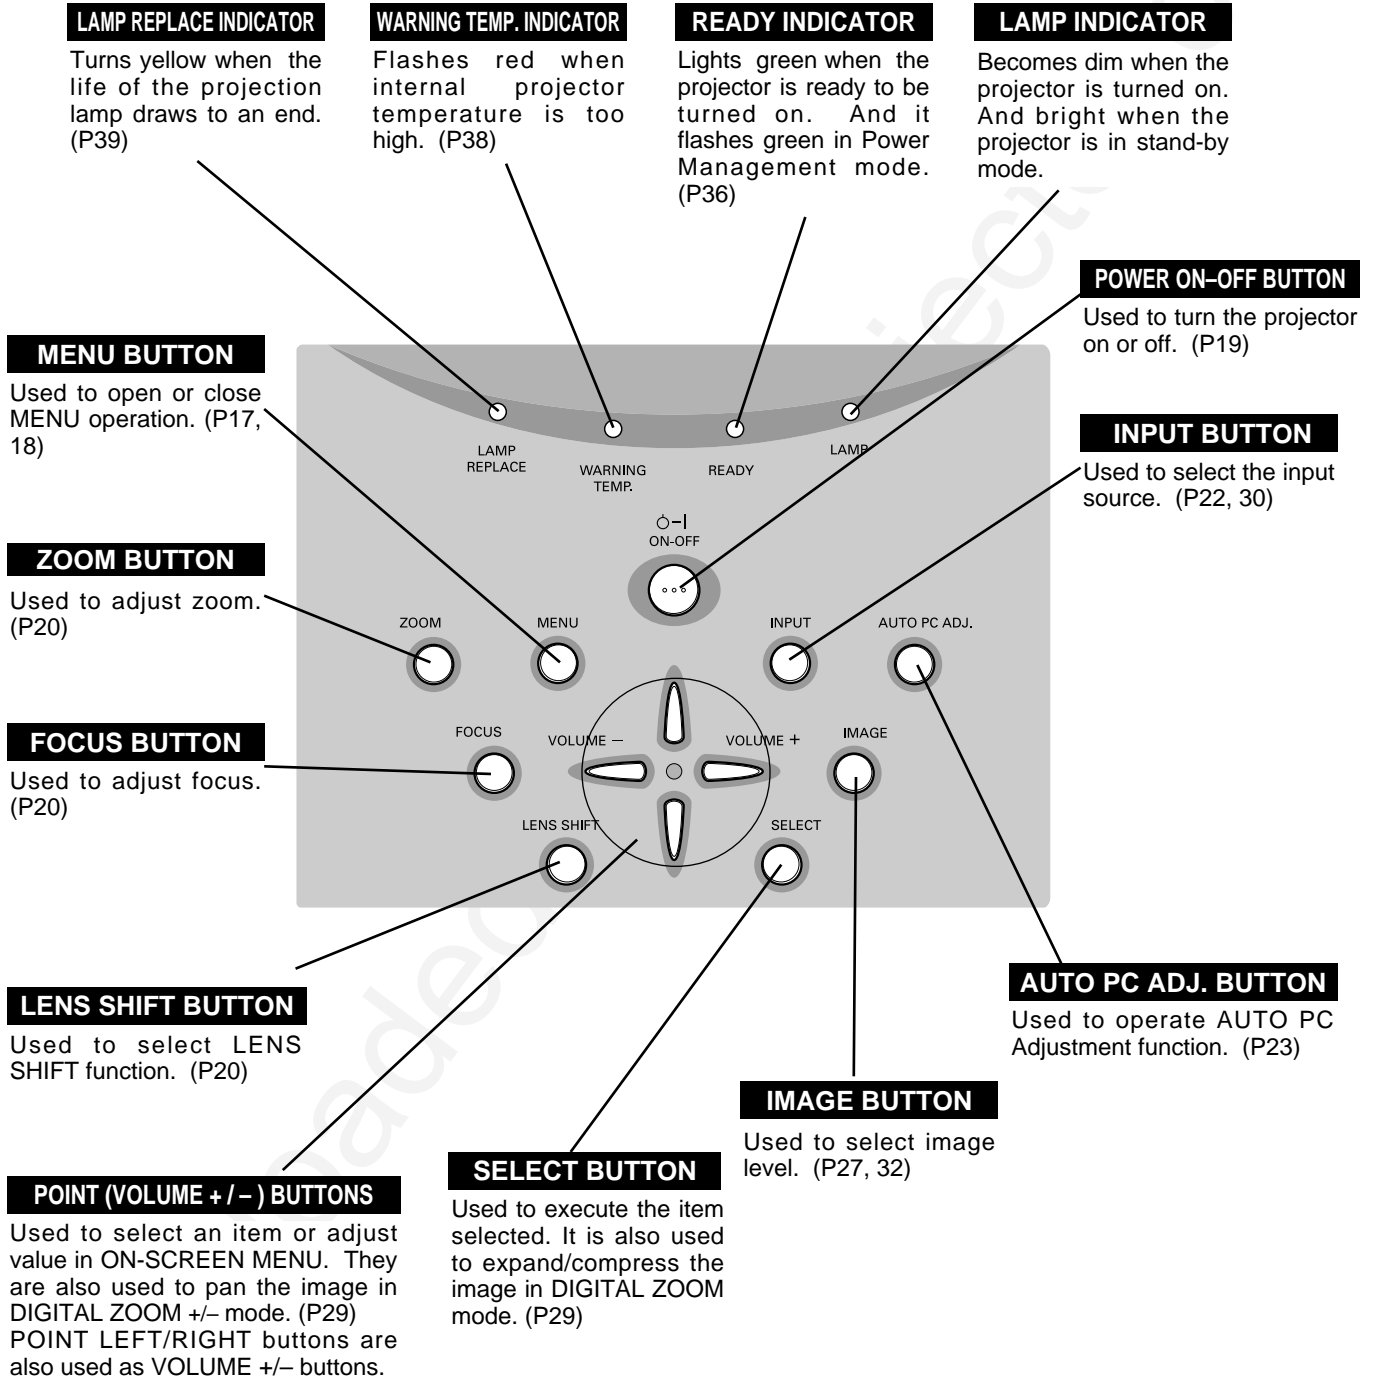 LAMP REPLACE INDICATOR
Turns yellow when the
life of the projection
lamp draws to an end.
(P39)
WARNING TEMP. INDICATOR
Flashes red when
internal projector
temperature is too
high. (P38)
READY INDICATOR
Lights green when the
projector is ready to be
turned on. And it
flashes green in Power
Management mode.
(P36)
LAMP INDICATOR
Becomes dim when the
projector is turned on.
And bright when the
projector is in stand-by
mode.
POWER ON–OFF BUTTON
Used to turn the projector
on or off. (P19)
MENU BUTTON
Used to open or close
MENU operation. (P17,
18)
INPUT BUTTON
Used to select the input
source. (P22, 30)
ZOOM BUTTON
Used to adjust zoom.
(P20)
FOCUS BUTTON
Used to adjust focus.
(P20)
LAMP
REPLACE
WARNING
TEMP.
READY
LAMP
ON-OFF
ZOOM
MENU
INPUT
AUTO PC ADJ.
FOCUS
VOLUME –
VOLUME +
IMAGE
LENS SHIFT
SELECT
LENS SHIFT BUTTON
Used to select LENS
SHIFT function. (P20)
AUTO PC ADJ. BUTTON
Used to operate AUTO PC
Adjustment function. (P23)
IMAGE BUTTON
Used to select image
level. (P27, 32)
SELECT BUTTON
Used to execute the item
selected. It is also used
to expand/compress the
image in DIGITAL ZOOM
mode. (P29)
POINT (VOLUME + / – ) BUTTONS
Used to select an item or adjust
value in ON-SCREEN MENU. They
are also used to pan the image in
DIGITAL ZOOM +/– mode. (P29)
POINT LEFT/RIGHT buttons are
also used as VOLUME +/– buttons.